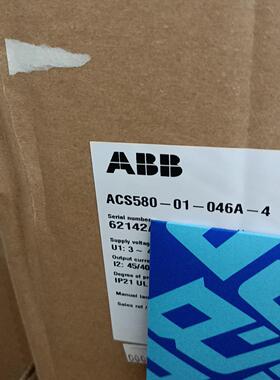 ABB
ACS580-01-046A-4
Serial number
62142
Supply voltage
U1: 3 ~
Output current
I2: 45/40
Degree of
IP21 UL
Manual
Sales ref